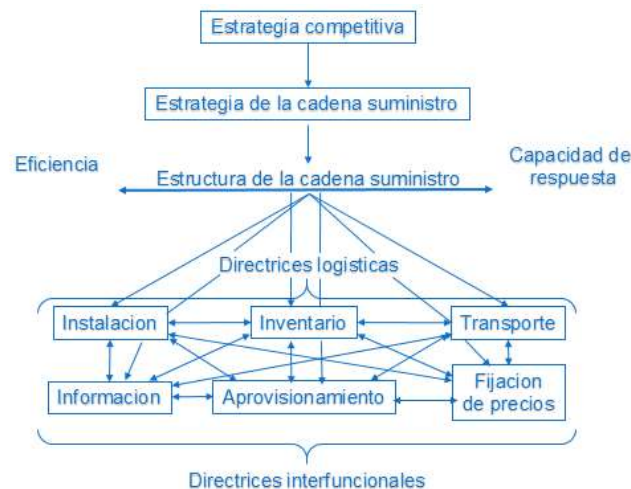 Estrategia competitiva
Estrategia de la cadena suministro
Eficiencia
Estructura de la cadena suministro
Capacidad de
respuesta
Directrices logisticas
Instalacion
Inventario
Transporte
Informacion
Aprovisionamiento
Fijacion
de precios
Directrices interfuncionales